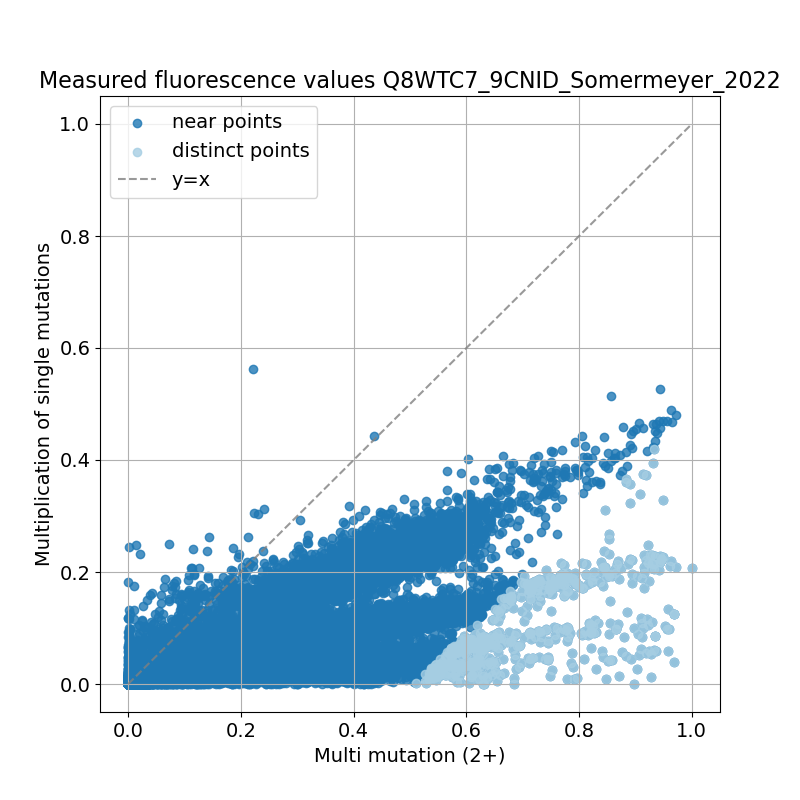 Measured fluorescence values Q8WTC7_9CNID_Somermeyer_2022
near points
distinct points
y=x
1.0
0.8
0.6
0.4
0.2
0.0
Multiplication of single mutations
0.0 0.2 0.4 0.6 0.8 1.0
Multi mutation (2+)